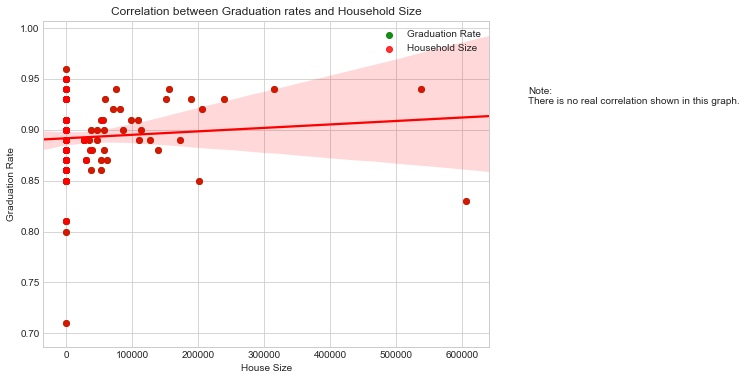 Correlation between Graduation rates and Household Size
1.00
Graduation Rate
Household Size
0.95
Note:
There is no real correlation shown in this graph.
0.90
Graduation Rate
0.85
0.80
0.75
0.70
0
100000
200000
300000
400000
500000
600000
House Size